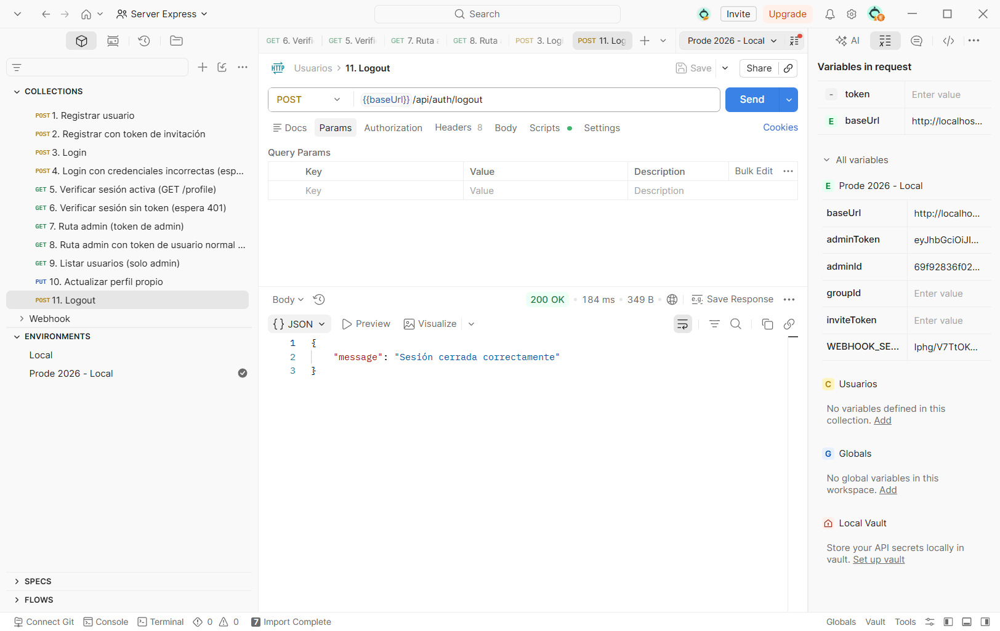 Server Express
Search
Invite
Upgrade
GET 6. Verifi
GET 5. Verifi
GET 7. Ruta a
GET 8. Ruta
POST 3. Logi
POST 11. Log
Prode 2026 - Local
AI
HTTP
Usuarios > 11. Logout
Save
Share
Variables in request
COLLECTIONS
POST 1. Registrar usuario
POST 2. Registrar con token de invitación
POST 3. Login
POST 4. Login con credenciales incorrectas (esp...
GET 5. Verificar sesión activa (GET /profile)
GET 6. Verificar sesión sin token (espera 401)
GET 7. Ruta admin (token de admin)
GET 8. Ruta admin con token de usuario normal ...
GET 9. Listar usuarios (solo admin)
PUT 10. Actualizar perfil propio
POST 11. Logout
Webhook
ENVIRONMENTS
Local
Prode 2026 - Local
SPECS
FLOWS
POST
{{baseUrl}} /api/auth/logout
Send
Docs
Params
Authorization
Headers 8
Body
Scripts
Settings
Cookies
Query Params
Key Value Description Bulk Edit
Key Value Description
Body
200 OK
184 ms
349 B
e.g. Save Response
{} JSON
Preview
Visualize
1 {
2 "message": "Sesión cerrada correctamente"
3 }
- token Enter value
E baseUrl http://localhos...
All variables
E Prode 2026 - Local
baseUrl http://localho...
adminToken eyJhbGciOiJI...
adminId 69f92836f02...
groupId Enter value
inviteToken Enter value
WEBHOOK_SE... Iphg/V7TtOK...
C Usuarios
No variables defined in this
collection. Add
G Globals
No global variables in this
workspace. Add
Local Vault
Store your API secrets locally in
vault. Set up vault
Connect Git
Console
Terminal
0
0
7 Import Complete
Globals
Vault
Tools